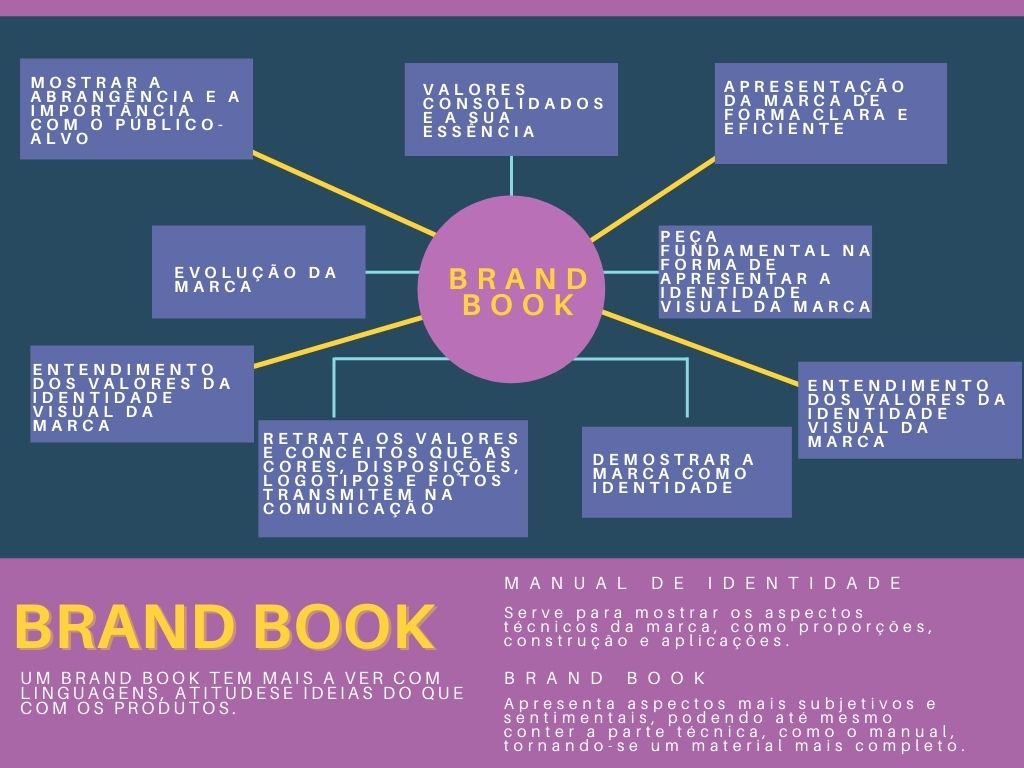 MOSTRAR A
ABRANGÊNCIA E A
IMPORTÂNCIA
COM O PÚBLICO-
ALVO
VALORES
CONSOLIDADOS
E A SUA
ESSÊNCIA
APRESENTAÇÃO
DA MARCA DE
FORMA CLARA E
EFICIENTE
EVOLUÇÃO DA
MARCA
BRAND
BOOK
PEÇA
FUNDAMENTAL NA
FORMA DE
APRESENTAR A
IDENTIDADE
VISUAL DA MARCA
ENTENDIMENTO
DOS VALORES DA
IDENTIDADE
VISUAL DA
MARCA
RETRATA OS VALORES
E CONCEITOS QUE AS
CORES, DISPOSIÇÕES,
LOGOTIPOS E FOTOS
TRANSMITEM NA
COMUNICAÇÃO
DEMOSTRAR A
MARCA COMO
IDENTIDADE
ENTENDIMENTO
DOS VALORES DA
IDENTIDADE
VISUAL DA
MARCA
BRAND BOOK
UM BRAND BOOK TEM MAIS A VER COM
LINGUAGENS, ATITUDESE IDEIAS DO QUE
COM OS PRODUTOS.
MANUAL DE IDENTIDADE
Serve para mostrar os aspectos
técnicos da marca, como proporções,
construção e aplicações.
BRAND BOOK
Apresenta aspectos mais subjetivos e
sentimentais, podendo até mesmo
conter a parte técnica, como o manual,
tornando-se um material mais completo.